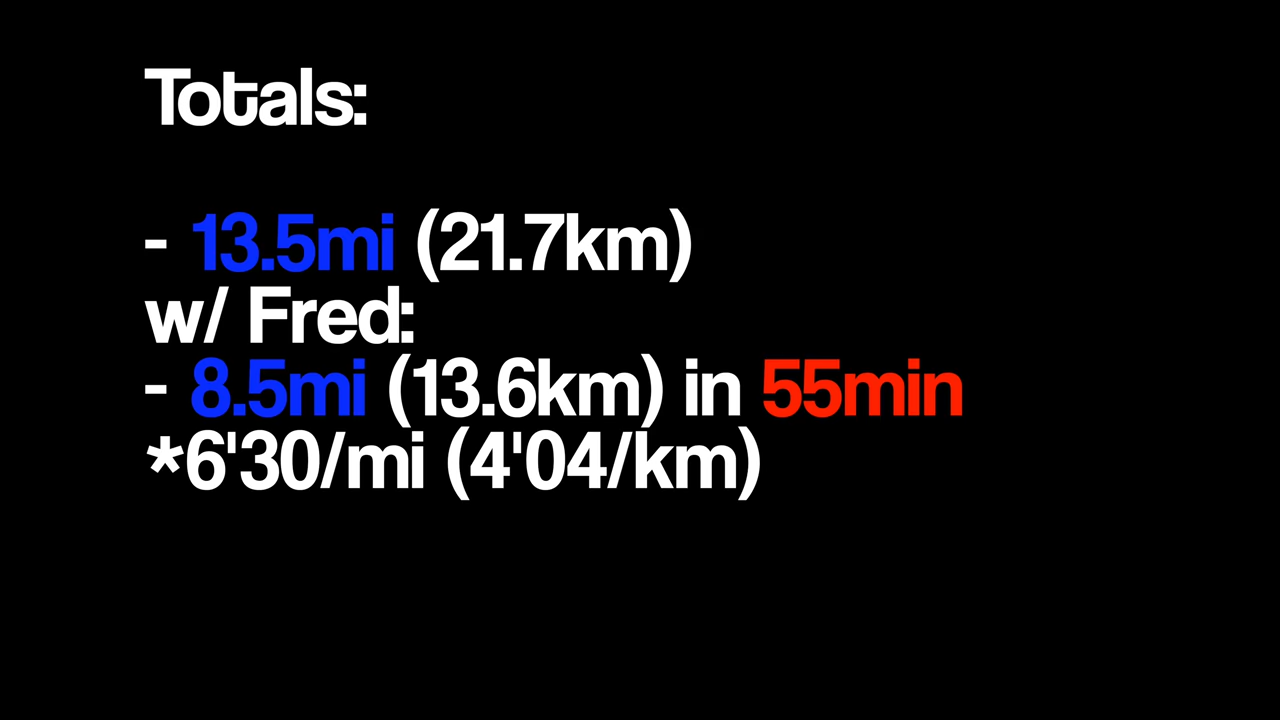 Totals:
- 13.5mi (21.7km)
w/ Fred:
- 8.5mi (13.6km) in 55min
*6'30/mi (4'04/km)